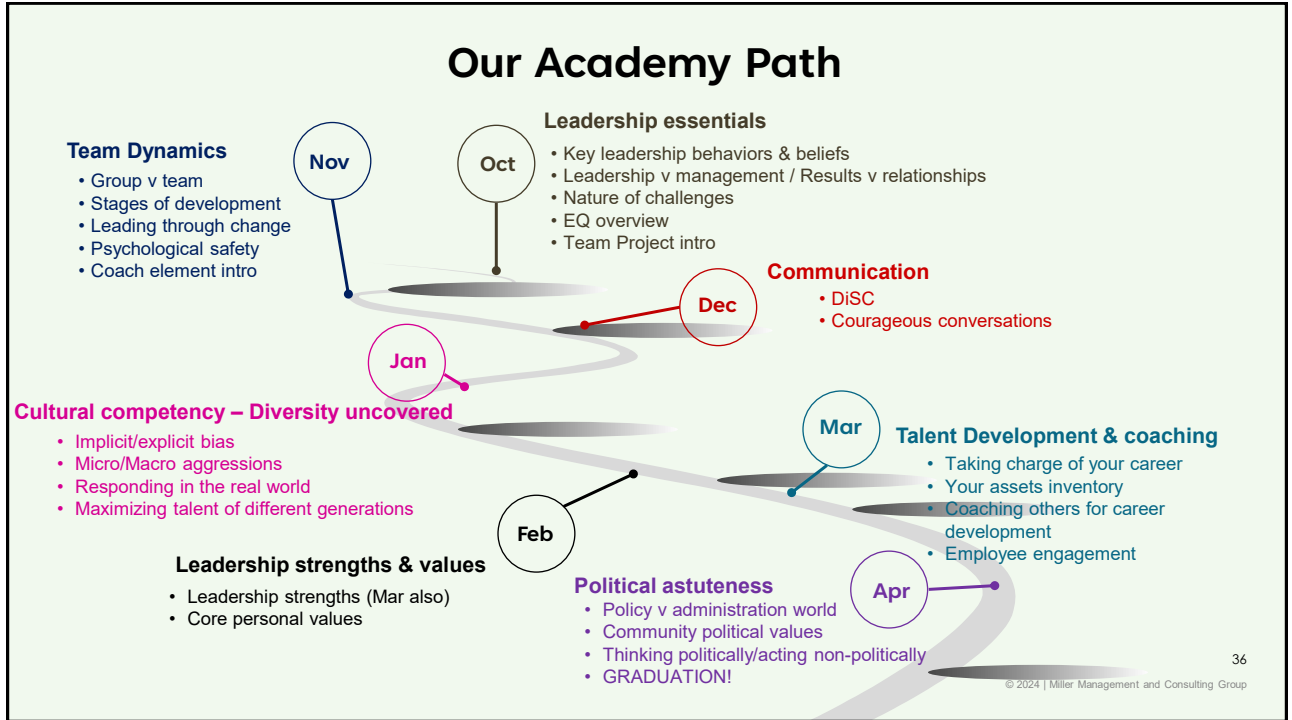 Our Academy Path
Oct
Leadership essentials
• Key leadership behaviors & beliefs
• Leadership v management / Results v relationships
• Nature of challenges
• EQ overview
• Team Project intro
Nov
Team Dynamics
• Group v team
• Stages of development
• Leading through change
• Psychological safety
• Coach element intro
Dec
Communication
• DiSC
• Courageous conversations
Jan
Cultural competency – Diversity uncovered
• Implicit/explicit bias
• Micro/Macro aggressions
• Responding in the real world
• Maximizing talent of different generations
Feb
Leadership strengths & values
• Leadership strengths (Mar also)
• Core personal values
Mar
Talent Development & coaching
• Taking charge of your career
• Your assets inventory
• Coaching others for career
development
• Employee engagement
Apr
Political astuteness
• Policy v administration world
• Community political values
• Thinking politically/acting non-politically
• GRADUATION!
36
© 2024 | Miller Management and Consulting Group